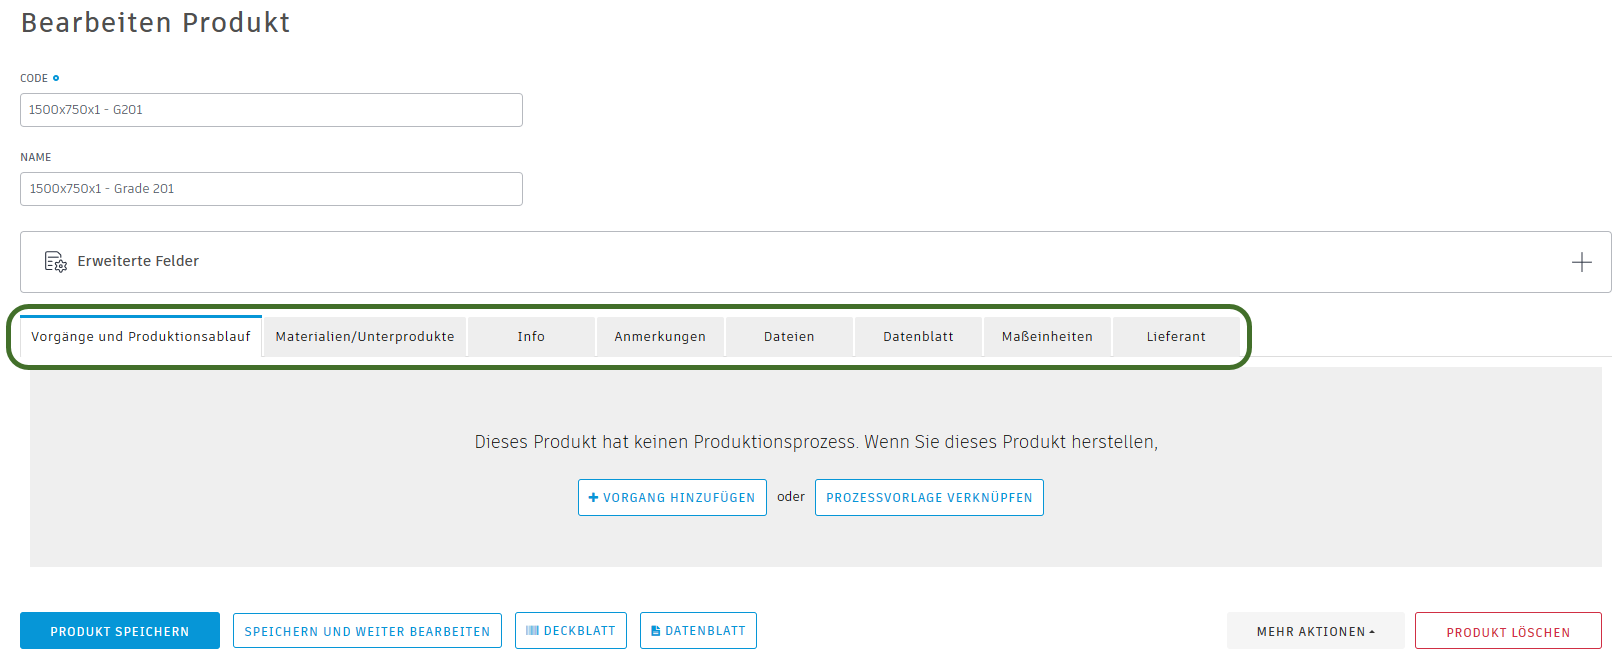 Bearbeiten Produkt
CODE
1500x750x1 - G201
NAME
1500x750x1 - Grade 201
Erweiterte Felder
Vorgänge und Produktionsablauf Materialien/Unterprodukte Info Anmerkungen Dateien Datenblatt Maßeinheiten Lieferant
Dieses Produkt hat keinen Produktionsprozess. Wenn Sie dieses Produkt herstellen,
+ VORGANG HINZUFÜGEN oder PROZESSVORLAGE VERKNÜPFEN
PRODUKT SPEICHERN SPEICHERN UND WEITER BEARBEITEN DECKBLATT DATENBLATT MEHR AKTIONEN PRODUKT LÖSCHEN